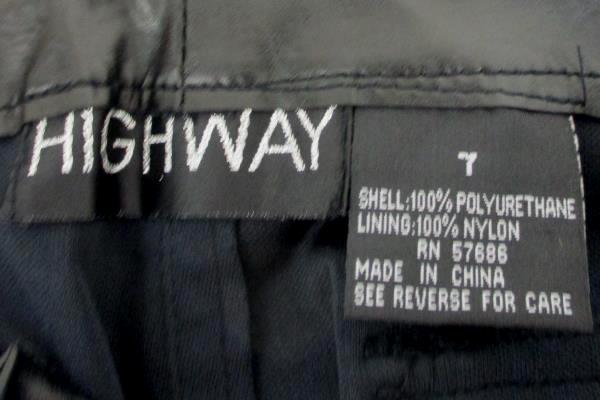 HIGHWAY
7
SHELL:100% POLYURETHANE
LINING:100% NYLON
RN 57686
MADE IN CHINA
SEE REVERSE FOR CARE